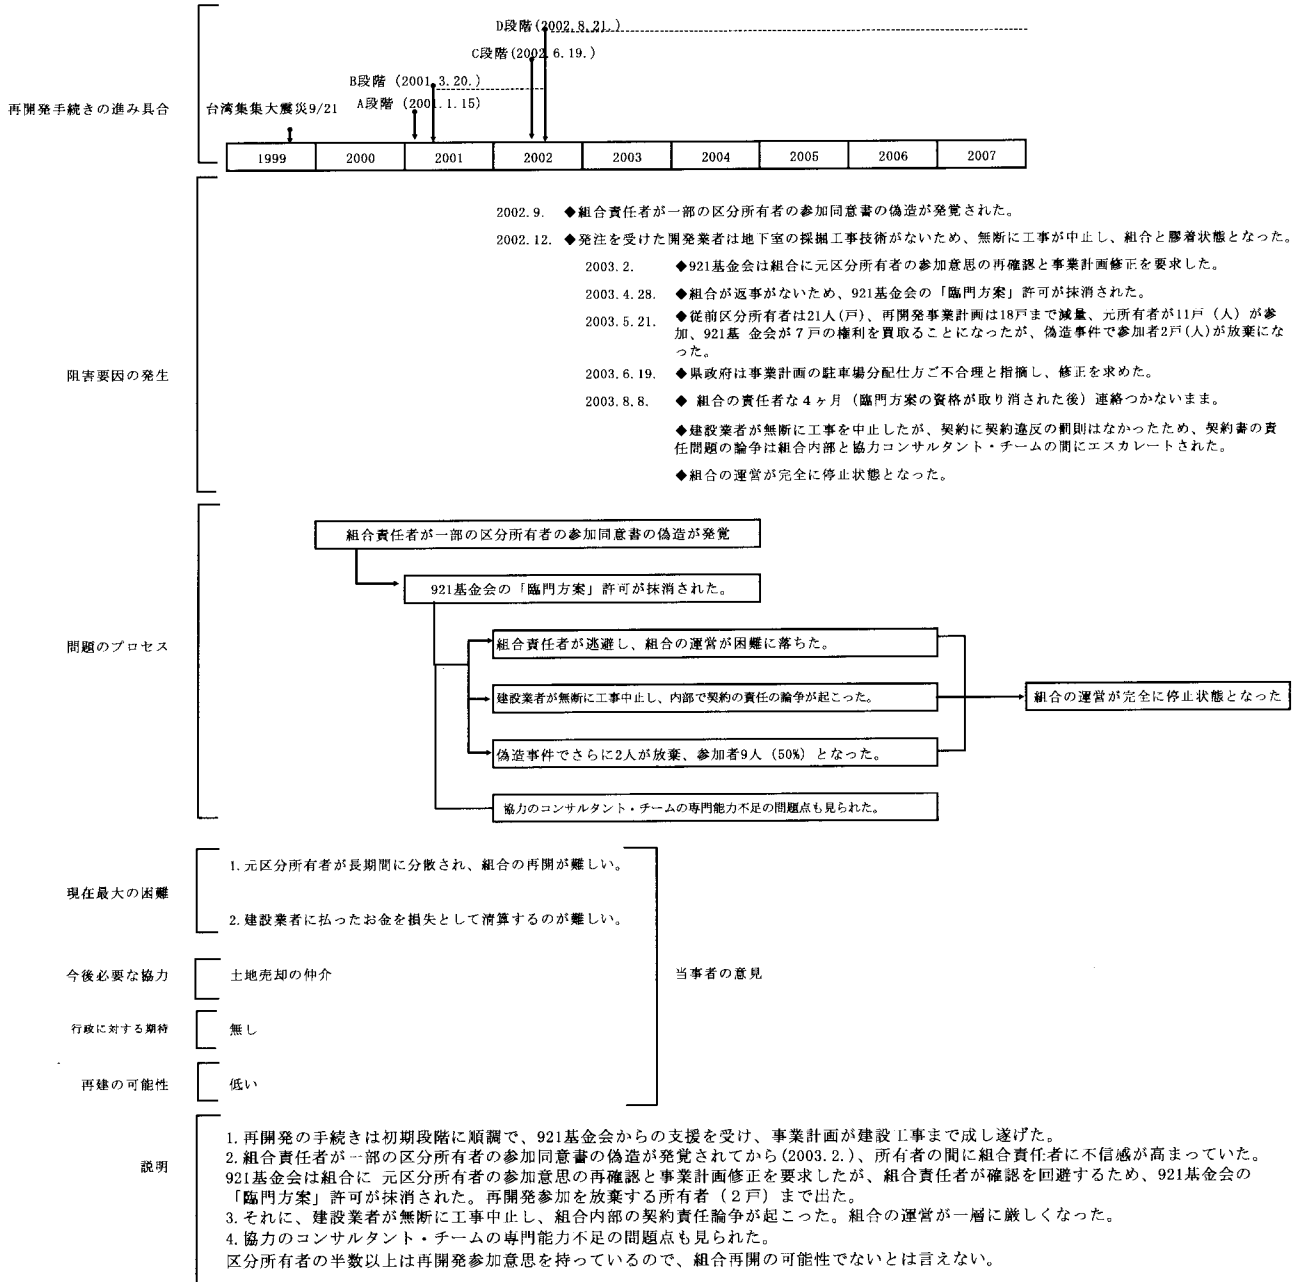 再開発手続きの進み具合
D段階(2002.8.21.)
C段階(2002.6.19.)
B段階 (2001.3.20.)
台湾集集大震災9/21
A段階 (2001.1.15)
1999 2000 2001 2002 2003 2004 2005 2006 2007
阻害要因の発生
2002.9. ◆組合責任者が一部の区分所有者の参加同意書の偽造が発覚された。
2002.12. ◆発注を受けた開発業者は地下室の採掘工事技術がないため、無断に工事が中止し、組合と膠着状態となった。
2003.2. ◆921基金会は組合に元区分所有者の参加意思の再確認と事業計画修正を要求した。
2003.4.28. ◆組合が返事がないため、921基金会の「臨門方案」許可が抹消された。
2003.5.21. ◆従前区分所有者は21人(戸)、再開発事業計画は18戸まで減量、元所有者が11戸（人）が参
加、921基 金会が７戸の権利を買取ることになったが、偽造事件で参加者2戸(人)が放棄にな
った。
2003.6.19. ◆県政府は事業計画の駐車場分配仕方ご不合理と指摘し、修正を求めた。
2003.8.8. ◆ 組合の責任者な４ヶ月（臨門方案の資格が取り消された後）連絡つかないまま。
◆建設業者が無断に工事を中止したが、契約に契約違反の罰則はなかったため、契約書の責
任問題の論争は組合内部と協力コンサルタント・チームの間にエスカレートされた。
◆組合の運営が完全に停止状態となった。
問題のプロセス
組合責任者が一部の区分所有者の参加同意書の偽造が発覚
921基金会の「臨門方案」許可が抹消された。
組合責任者が逃避し、組合の運営が困難に落ちた。
建設業者が無断に工事中止し、内部で契約の責任の論争が起こった。
組合の運営が完全に停止状態となった
偽造事件でさらに2人が放棄、参加者9人（50%）となった。
協力のコンサルタント・チームの専門能力不足の問題点も見られた。
現在最大の困難
1.元区分所有者が長期間に分散され、組合の再開が難しい。
2.建設業者に払ったお金を損失として清算するのが難しい。
今後必要な協力
土地売却の仲介
当事者の意見
行政に対する期待
無し
再建の可能性
低い
説明
1.再開発の手続きは初期段階に順調で、921基金会からの支援を受け、事業計画が建設工事まで成し遂げた。
2.組合責任者が一部の区分所有者の参加同意書の偽造が発覚されてから(2003.2.)、所有者の間に組合責任者に不信感が高まっていた。
921基金会は組合に 元区分所有者の参加意思の再確認と事業計画修正を要求したが、組合責任者が確認を回避するため、921基金会の
「臨門方案」許可が抹消された。再開発参加を放棄する所有者（２戸）まで出た。
3.それに、建設業者が無断に工事中止し、組合内部の契約責任論争が起こった。組合の運営が一層に厳しくなった。
4.協力のコンサルタント・チームの専門能力不足の問題点も見られた。
区分所有者の半数以上は再開発参加意思を持っているので、組合再開の可能性でないとは言えない。